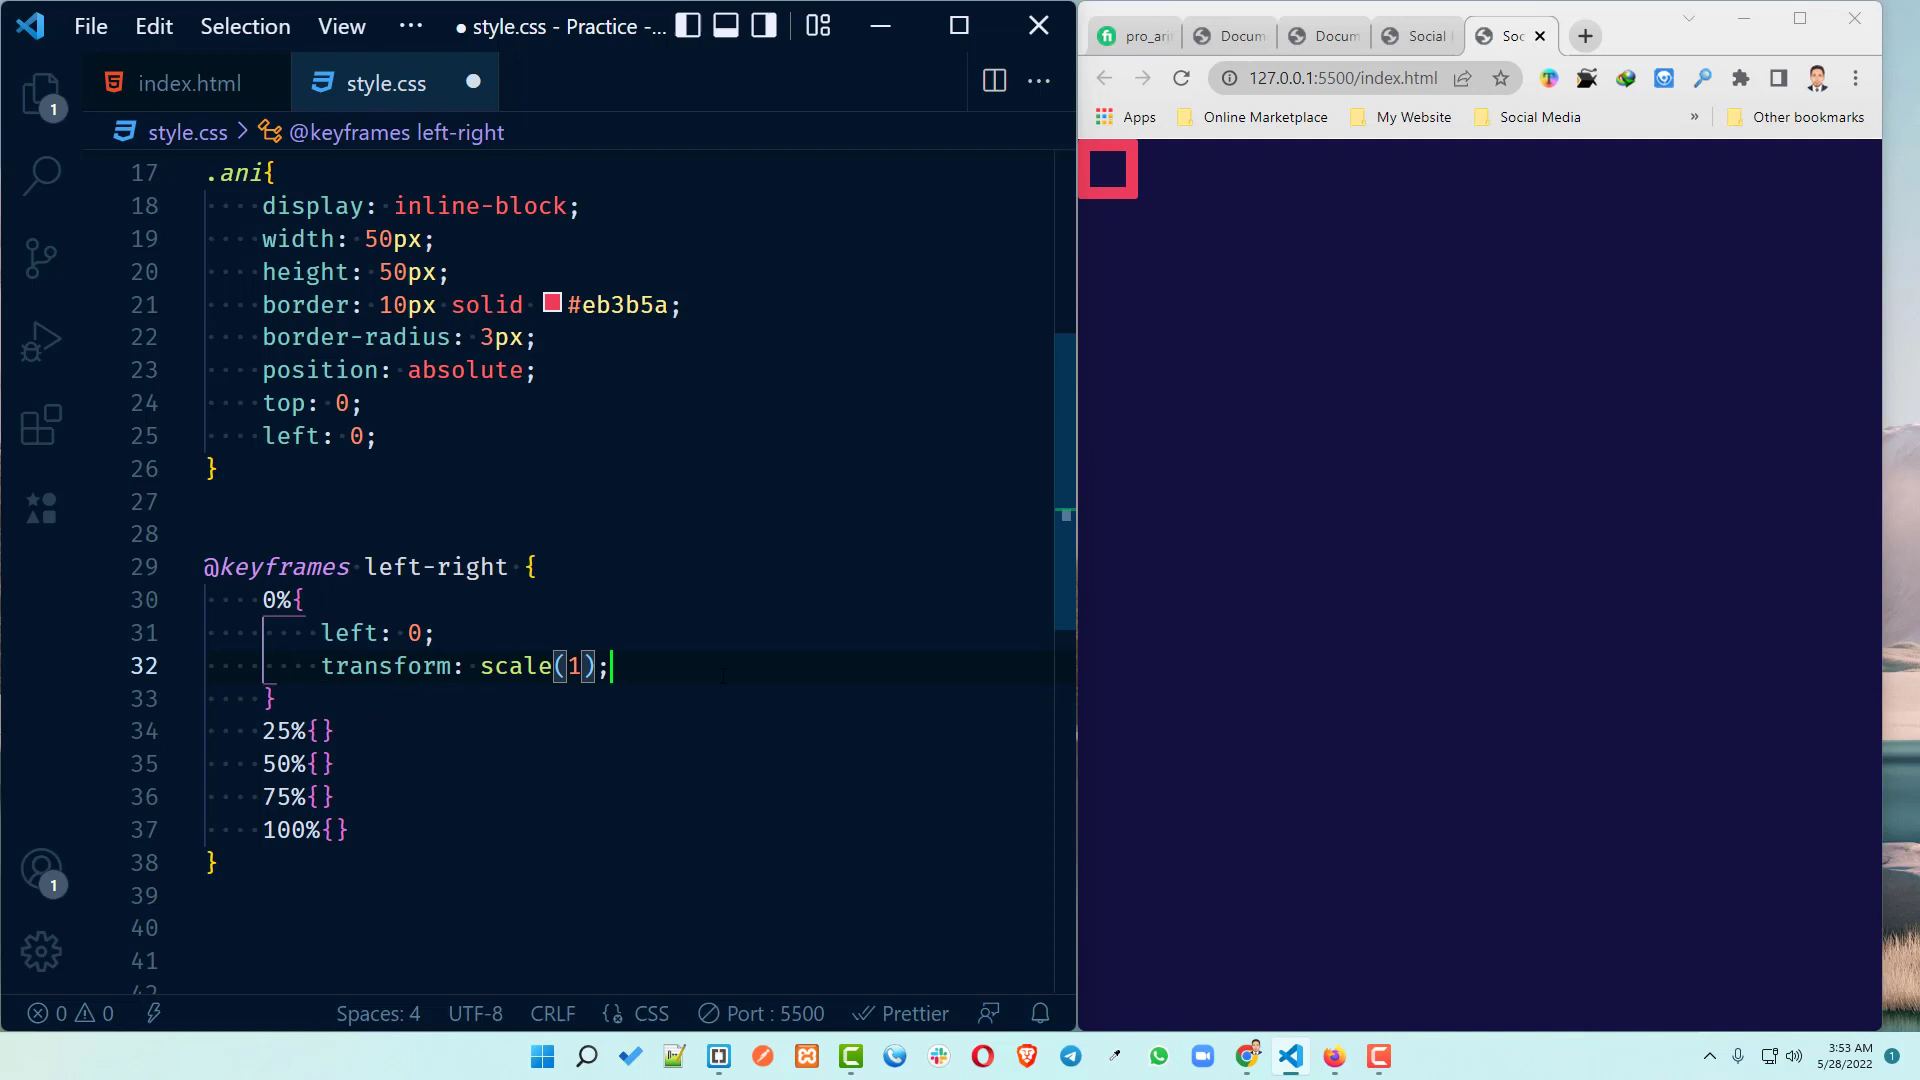 File Edit Selection View ··· ● style.css - Practice -...
index.html style.css ●
style.css > @keyframes left-right
17 .ani{
18 display: inline-block;
19 width: 50px;
20 height: 50px;
21 border: 10px solid #eb3b5a;
22 border-radius: 3px;
23 position: absolute;
24 top: 0;
25 left: 0;
26 }
27
28
29 @keyframes left-right {
30 0%{
31 left: 0;
32 transform: scale(1);
33 }
34 25%{}
35 50%{}
36 75%{}
37 100%{}
38 }
39
40
41
42
1
1
0 0 Spaces: 4 UTF-8 CRLF {} CSS Port : 5500 Prettier
pro_ari Docum Docum Social Soc
127.0.0.1:5500/index.html
Apps Online Marketplace My Website Social Media » Other bookmarks
3:53 AM
5/28/2022
1